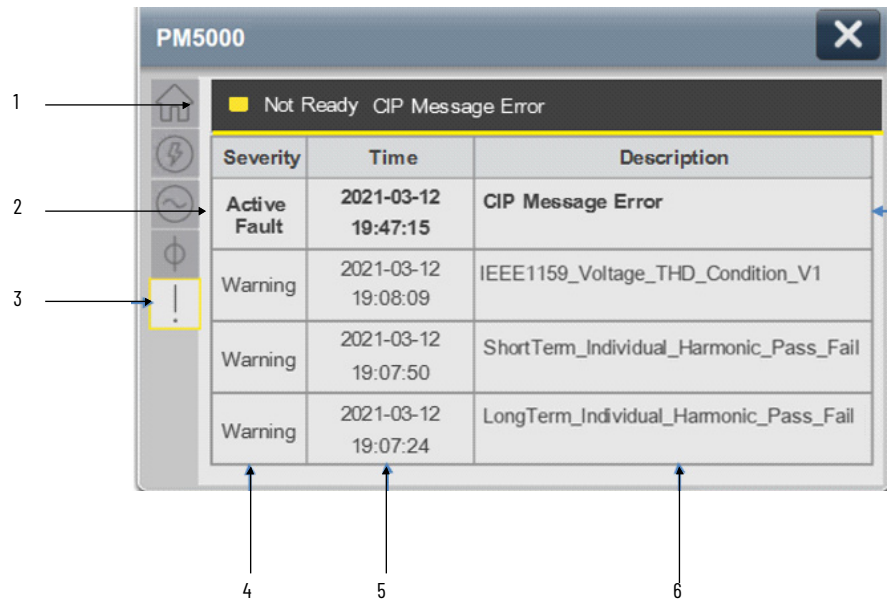 PM5000
1
Not Ready CIP Message Error
Severity Time Description
2
Active
Fault
2021-03-12
19:47:15
CIP Message Error
3
Warning
2021-03-12
19:08:09
IEEE1159_Voltage_THD_Condition_V1
Warning
2021-03-12
19:07:50
ShortTerm_Individual_Harmonic_Pass_Fail
Warning
2021-03-12
19:07:24
LongTerm_Individual_Harmonic_Pass_Fail
4 5 6